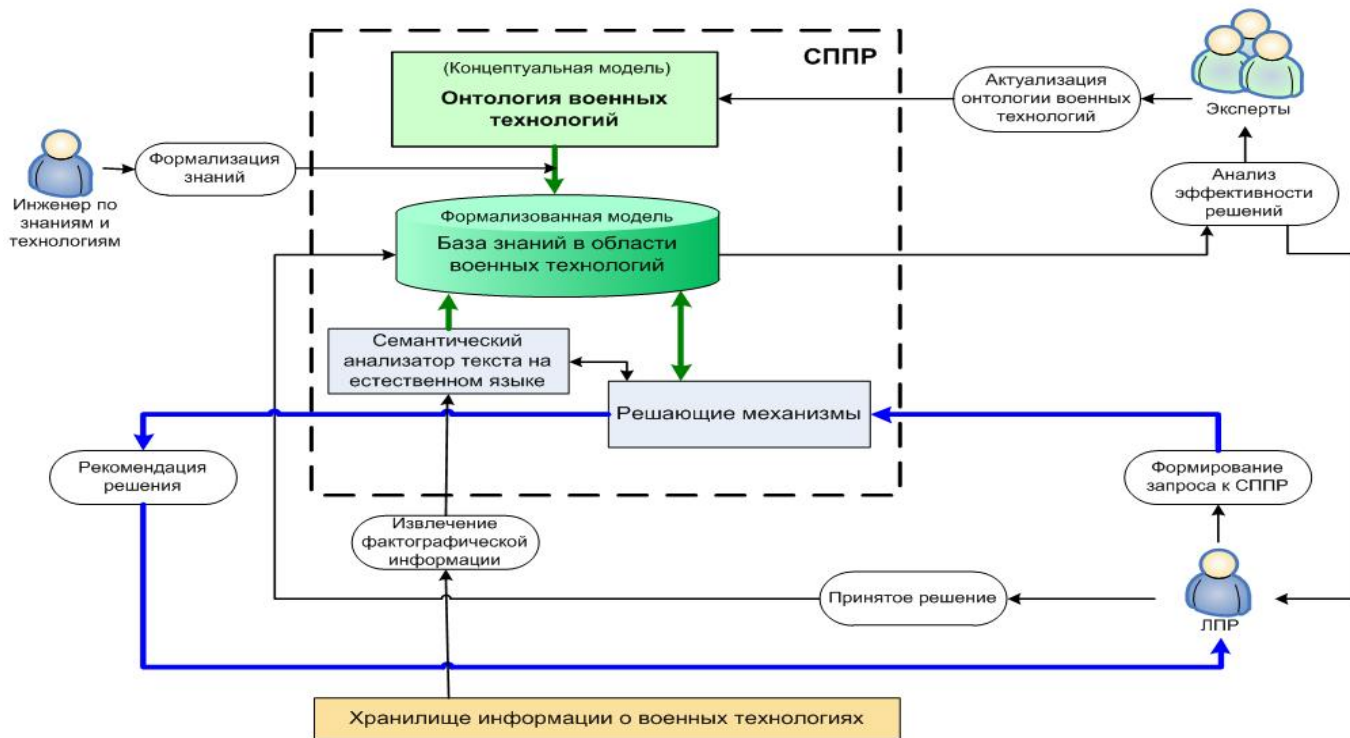 СППР
(Концептуальная модель)
Онтология военных
технологий
Актуализация
онтологии военных
технологий
Эксперты
Формализация
знаний
Инженер по
знаниям и
технологиям
Анализ
эффективности
решений
Формализованная модель
База знаний в области
военных технологий
Семантический
анализатор текста на
естественном языке
Решающие механизмы
Рекомендация
решения
Формирование
запроса к СППР
Извлечение
фактографической
информации
Принятое решение
ЛПР
Хранилище информации о военных технологиях